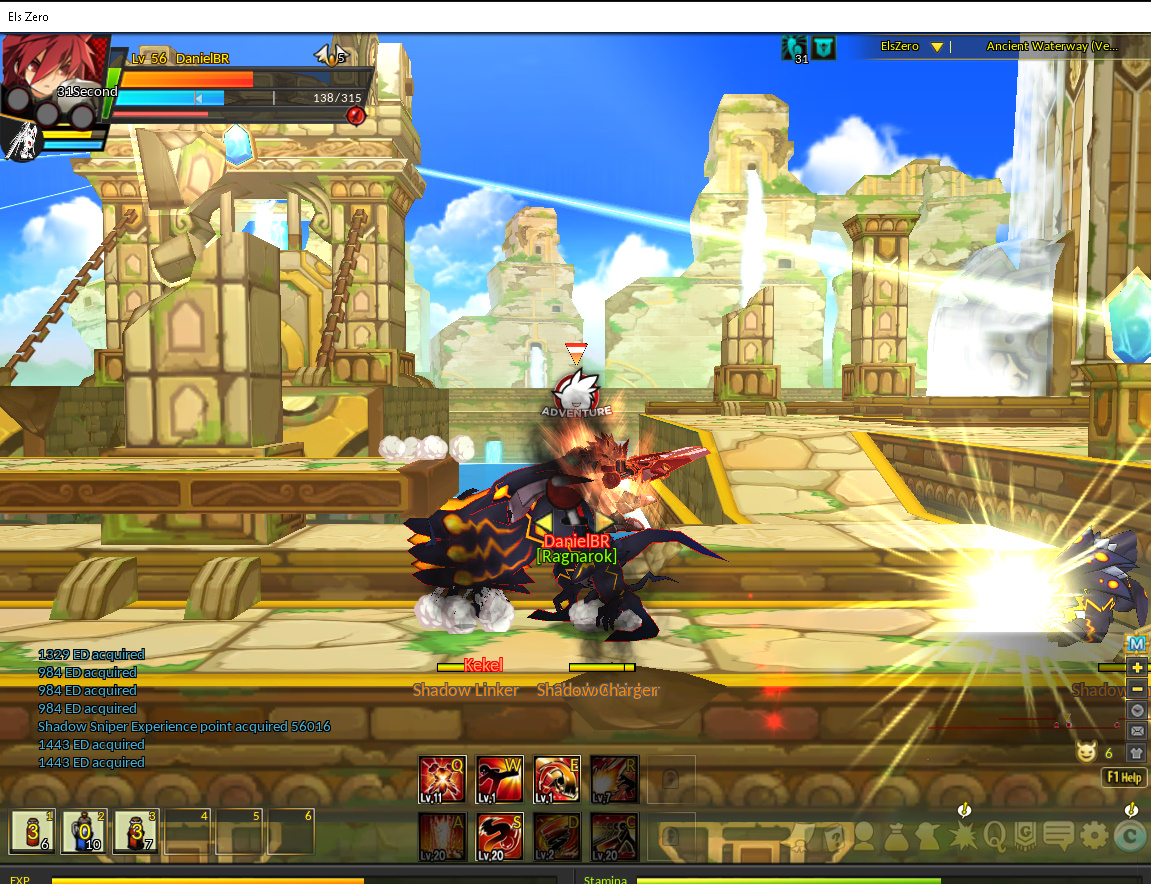 Els Zero
Lv 56 DanielBR
5
31Second
138/315
31
ElsZero
Ancient Waterway (Ve...
ADVENTURE
DanielBR
[Ragnarok]
Kekel
Shadow Linker
Shadow Charger
Shadow
1329 ED acquired
984 ED acquired
984 ED acquired
984 ED acquired
Shadow Sniper Experience point acquired 56016
1443 ED acquired
1443 ED acquired
M
6
F1 Help
Q W E R
Lv,11 Lv,1 Lv,1 Lv,7
1 2 3 4 5 6
3 0 3
6 10 7
A S D C
Lv,20 Lv,20 Lv,2 Lv,20
EXP
Stamina